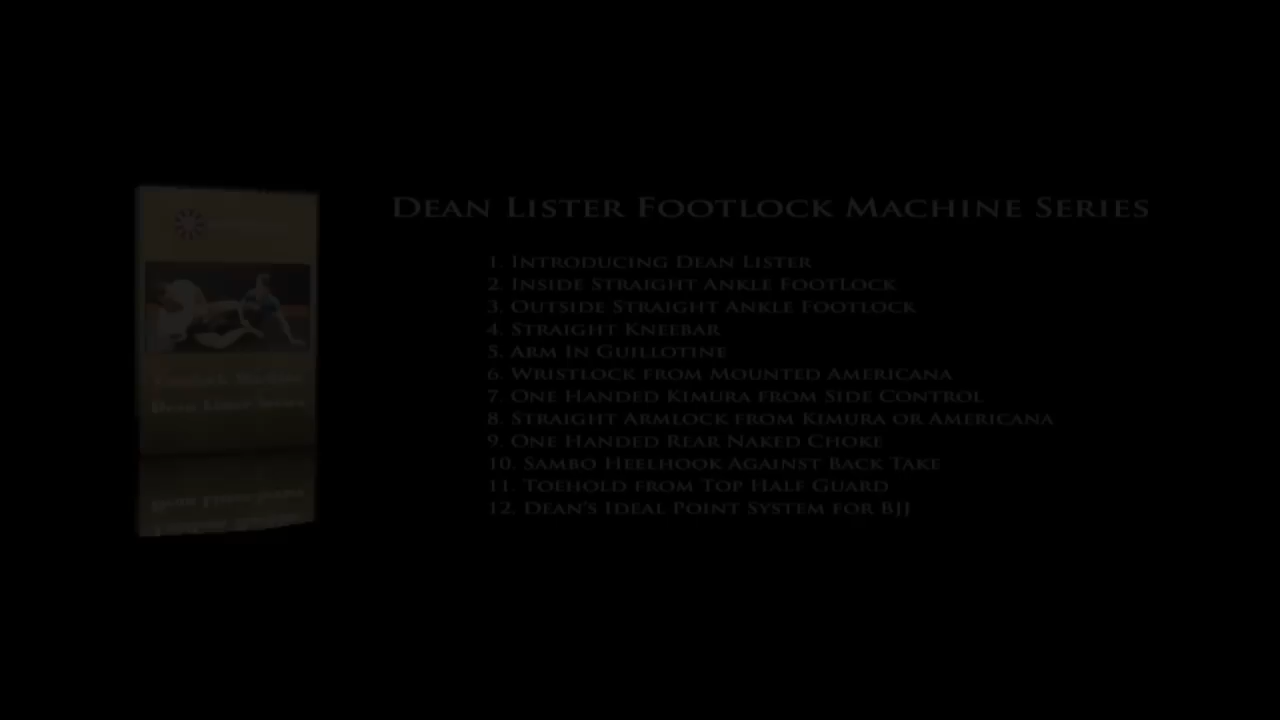 Dean Lister Footlock Machine Series
1. Introducing Dean Lister
2. Inside Straight Ankle FootLock
3. Outside Straight Ankle Footlock
4. Straight Kneebar
5. Arm In Guillotine
6. Wristlock from Mounted Americana
7. One Handed Kimura from Side Control
8. Straight Armlock from Kimura or Americana
9. One Handed Rear Naked Choke
10. Sambo Heelhook Against Back Take
11. Toehold from Top Half Guard
12. Dean's Ideal Point System for BJJ
Dean Lister Series